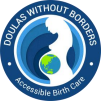 DOULAS WITHOUT BORDERS
Accessible Birth Care